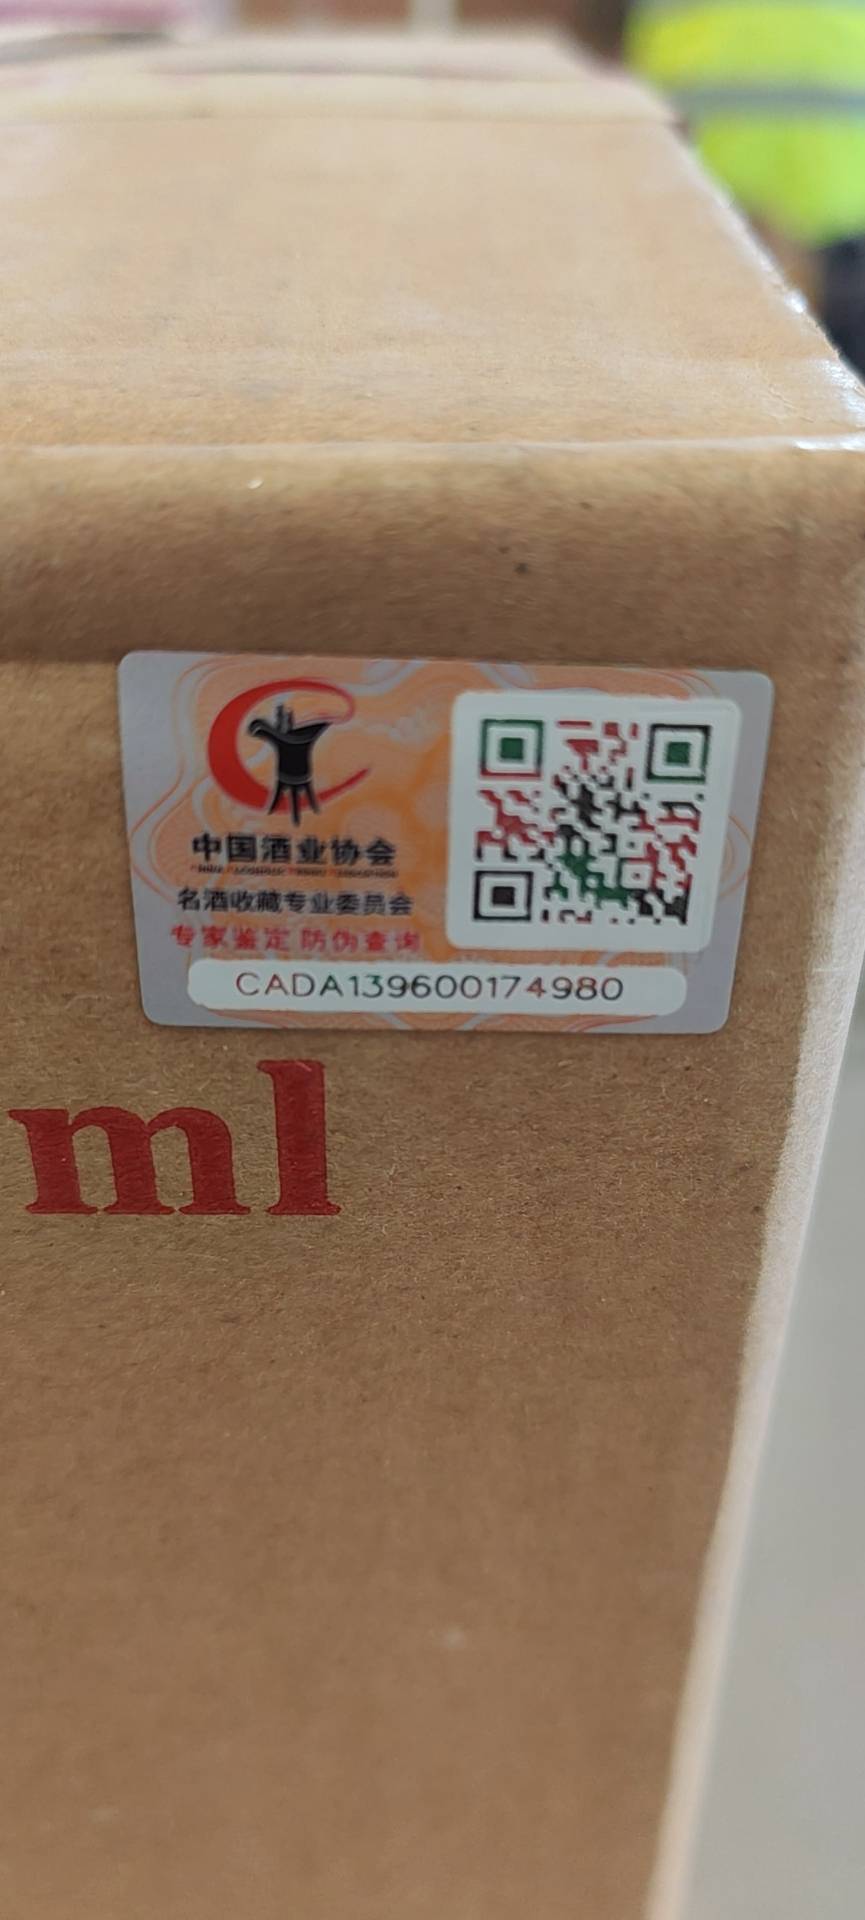 中国酒业协会
名酒收藏专业委员会
专家鉴定 防伪查询
CADA139600174980
ml